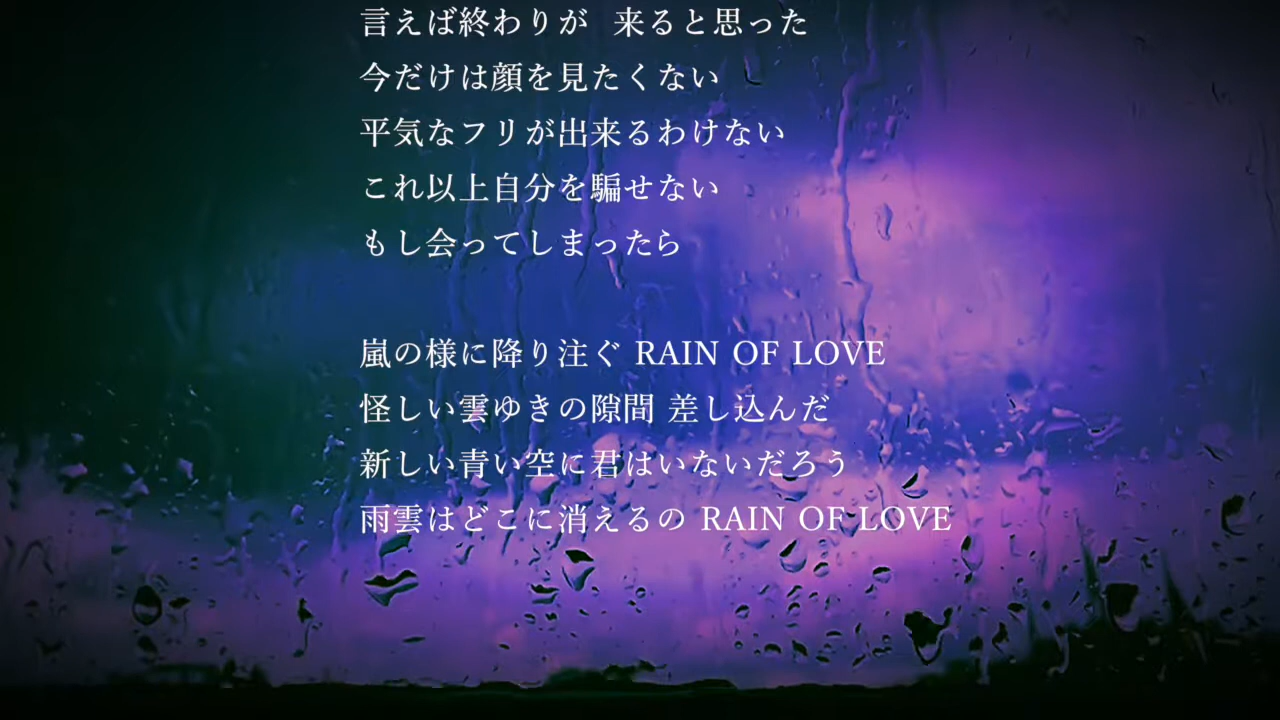 言えば終わりが 来ると思った
今だけは顔を見たくない
平気なフリが出来るわけない
これ以上自分を騙せない
もし会ってしまったら
嵐の様に降り注ぐ RAIN OF LOVE
怪しい雲ゆきの隙間 差し込んだ
新しい青い空に君はいないだろう
雨雲はどこに消えるの RAIN OF LOVE